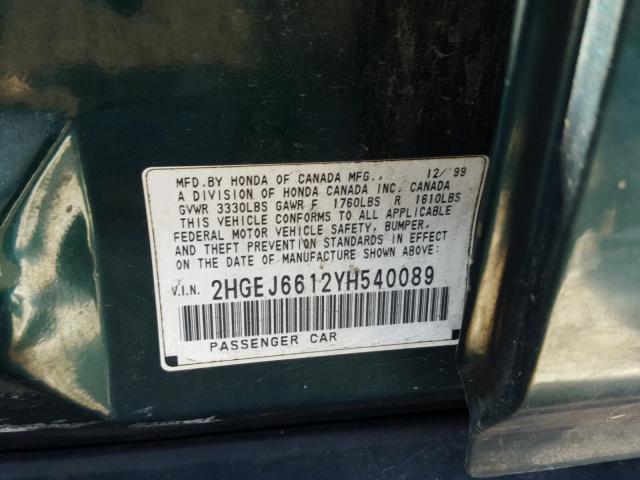 MFD. BY HONDA OF CANADA MFG., 12/'99
A DIVISION OF HONDA CANADA INC. CANADA
GVWR 3330LBS GAWR F 1760LBS R 1610LBS
THIS VEHICLE CONFORMS TO ALL APPLICABLE
FEDERAL MOTOR VEHICLE SAFETY, BUMPER,
AND THEFT PREVENTION STANDARDS IN EFFECT
ON THE DATE OF MANUFACTURE SHOWN ABOVE.
V.I.N. 2HGEJ6612YH540089
PASSENGER CAR